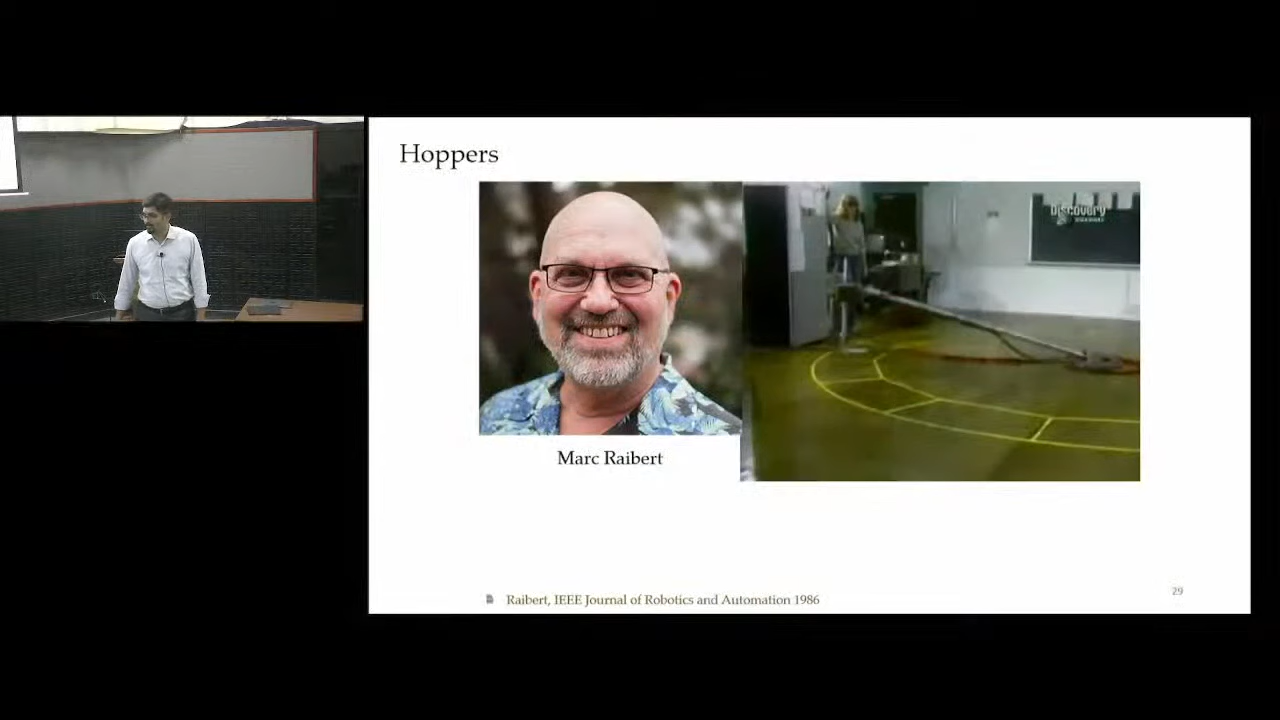 Hoppers
Discovery
Marc Raibert
Raibert, IEEE Journal of Robotics and Automation 1986
29